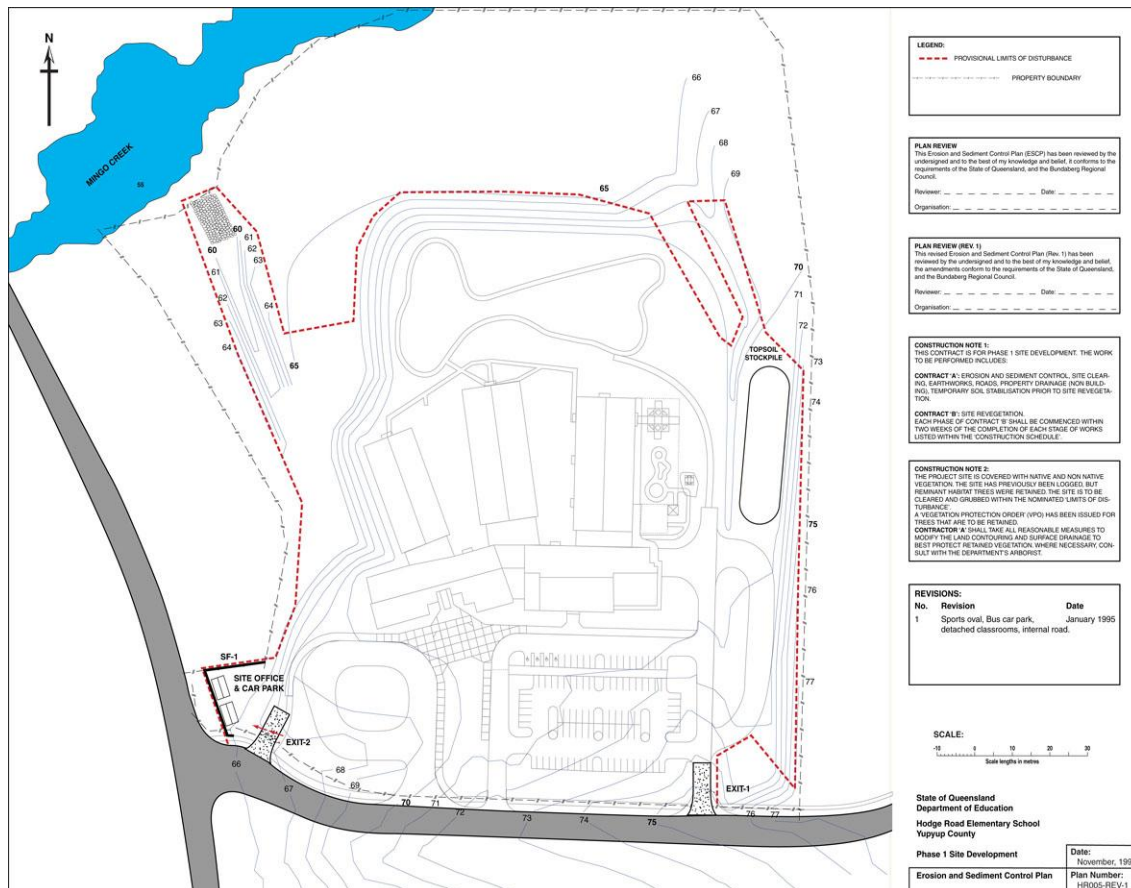 N
MINGO CREEK
66
67
68
69
65
60
60
61
62
63
61
62
63
64
64
65
70
71
72
73
74
75
76
77
TOPSOIL
STOCKPILE
SF-1
SITE OFFICE
& CAR PARK
EXIT-2
EXIT-1
66
67
68
69
70
71
72
73
74
75
76
77
LEGEND:
PROVISIONAL LIMITS OF DISTURBANCE
PROPERTY BOUNDARY
PLAN REVIEW
This Erosion and Sediment Control Plan (ESCP) has been reviewed by the
undersigned and to the best of my knowledge and belief, it conforms to the
requirements of the State of Queensland, and the Bundaberg Regional
Council.
Reviewer: Date:
Organisation:
PLAN REVIEW (REV. 1)
This revised Erosion and Sediment Control Plan (Rev. 1) has been
reviewed by the undersigned and to the best of my knowledge and belief,
the amendments conform to the requirements of the State of Queensland,
and the Bundaberg Regional Council.
Reviewer: Date:
Organisation:
CONSTRUCTION NOTE 1:
THIS CONTRACT IS FOR PHASE 1 SITE DEVELOPMENT. THE WORK
TO BE PERFORMED INCLUDES:
CONTRACT 'A': EROSION AND SEDIMENT CONTROL, SITE CLEAR-
ING, EARTHWORKS, ROADS, PROPERTY DRAINAGE (NON BUILD-
ING), TEMPORARY SOIL STABILISATION PRIOR TO SITE REVEGETA-
TION.
CONTRACT 'B': SITE REVEGETATION.
EACH PHASE OF CONTRACT 'B' SHALL BE COMMENCED WITHIN
TWO WEEKS OF THE COMPLETION OF EACH STAGE OF WORKS
LISTED WITHIN THE 'CONSTRUCTION SCHEDULE'.
CONSTRUCTION NOTE 2:
THE PROJECT SITE IS COVERED WITH NATIVE AND NON NATIVE
VEGETATION. THE SITE HAS PREVIOUSLY BEEN LOGGED, BUT
REMINANT HABITAT TREES WERE RETAINED. THE SITE IS TO BE
CLEARED AND GRUBBED WITHIN THE NOMINATED 'LIMITS OF DIS-
TURBANCE'.
A 'VEGETATION PROTECTION ORDER' (VPO) HAS BEEN ISSUED FOR
TREES THAT ARE TO BE RETAINED.
CONTRACTOR 'A' SHALL TAKE ALL REASONABLE MEASURES TO
MODIFY THE LAND CONTOURING AND SURFACE DRAINAGE TO
BEST PROTECT RETAINED VEGETATION. WHERE NECESSARY, CON-
SULT WITH THE DEPARTMENT'S ARBORIST.
REVISIONS:
No. Revision Date
1 Sports oval, Bus car park, January 1995
detached classrooms, internal road.
SCALE:
-10 0 10 20 30
Scale lengths in metres
State of Queensland
Department of Education
Hodge Road Elementary School
Yupyup County
Phase 1 Site Development
Date:
November, 199
Erosion and Sediment Control Plan
Plan Number:
HR005-REV-1